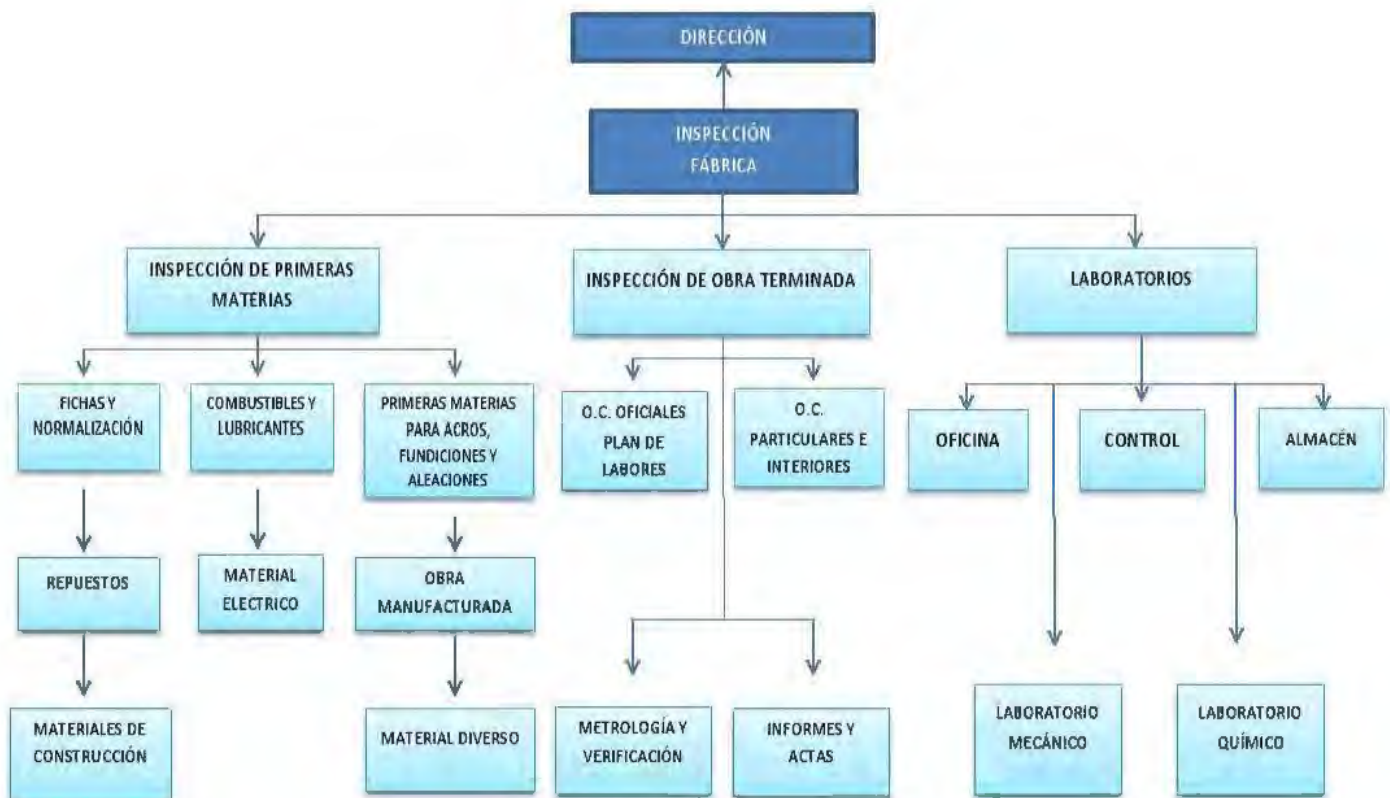 DIRECCIÓN
INSPECCIÓN
FÁBRICA
INSPECCIÓN DE PRIMERAS
MATERIAS
INSPECCIÓN DE OBRA TERMINADA
LABORATORIOS
FICHAS Y
NORMALIZACIÓN
COMBUSTIBLES Y
LUBRICANTES
PRIMERAS MATERIAS
PARA ACROS,
FUNDICIONES Y
ALEACIONES
O.C. OFICIALES
PLAN DE
LABORES
O.C.
PARTICULARES E
INTERIORES
OFICINA
CONTROL
ALMACÉN
REPUESTOS
MATERIAL
ELECTRICO
OBRA
MANUFACTURADA
MATERIALES DE
CONSTRUCCIÓN
MATERIAL DIVERSO
METROLOGÍA Y
VERIFICACIÓN
INFORMES Y
ACTAS
LABORATORIO
MECÁNICO
LABORATORIO
QUÍMICO